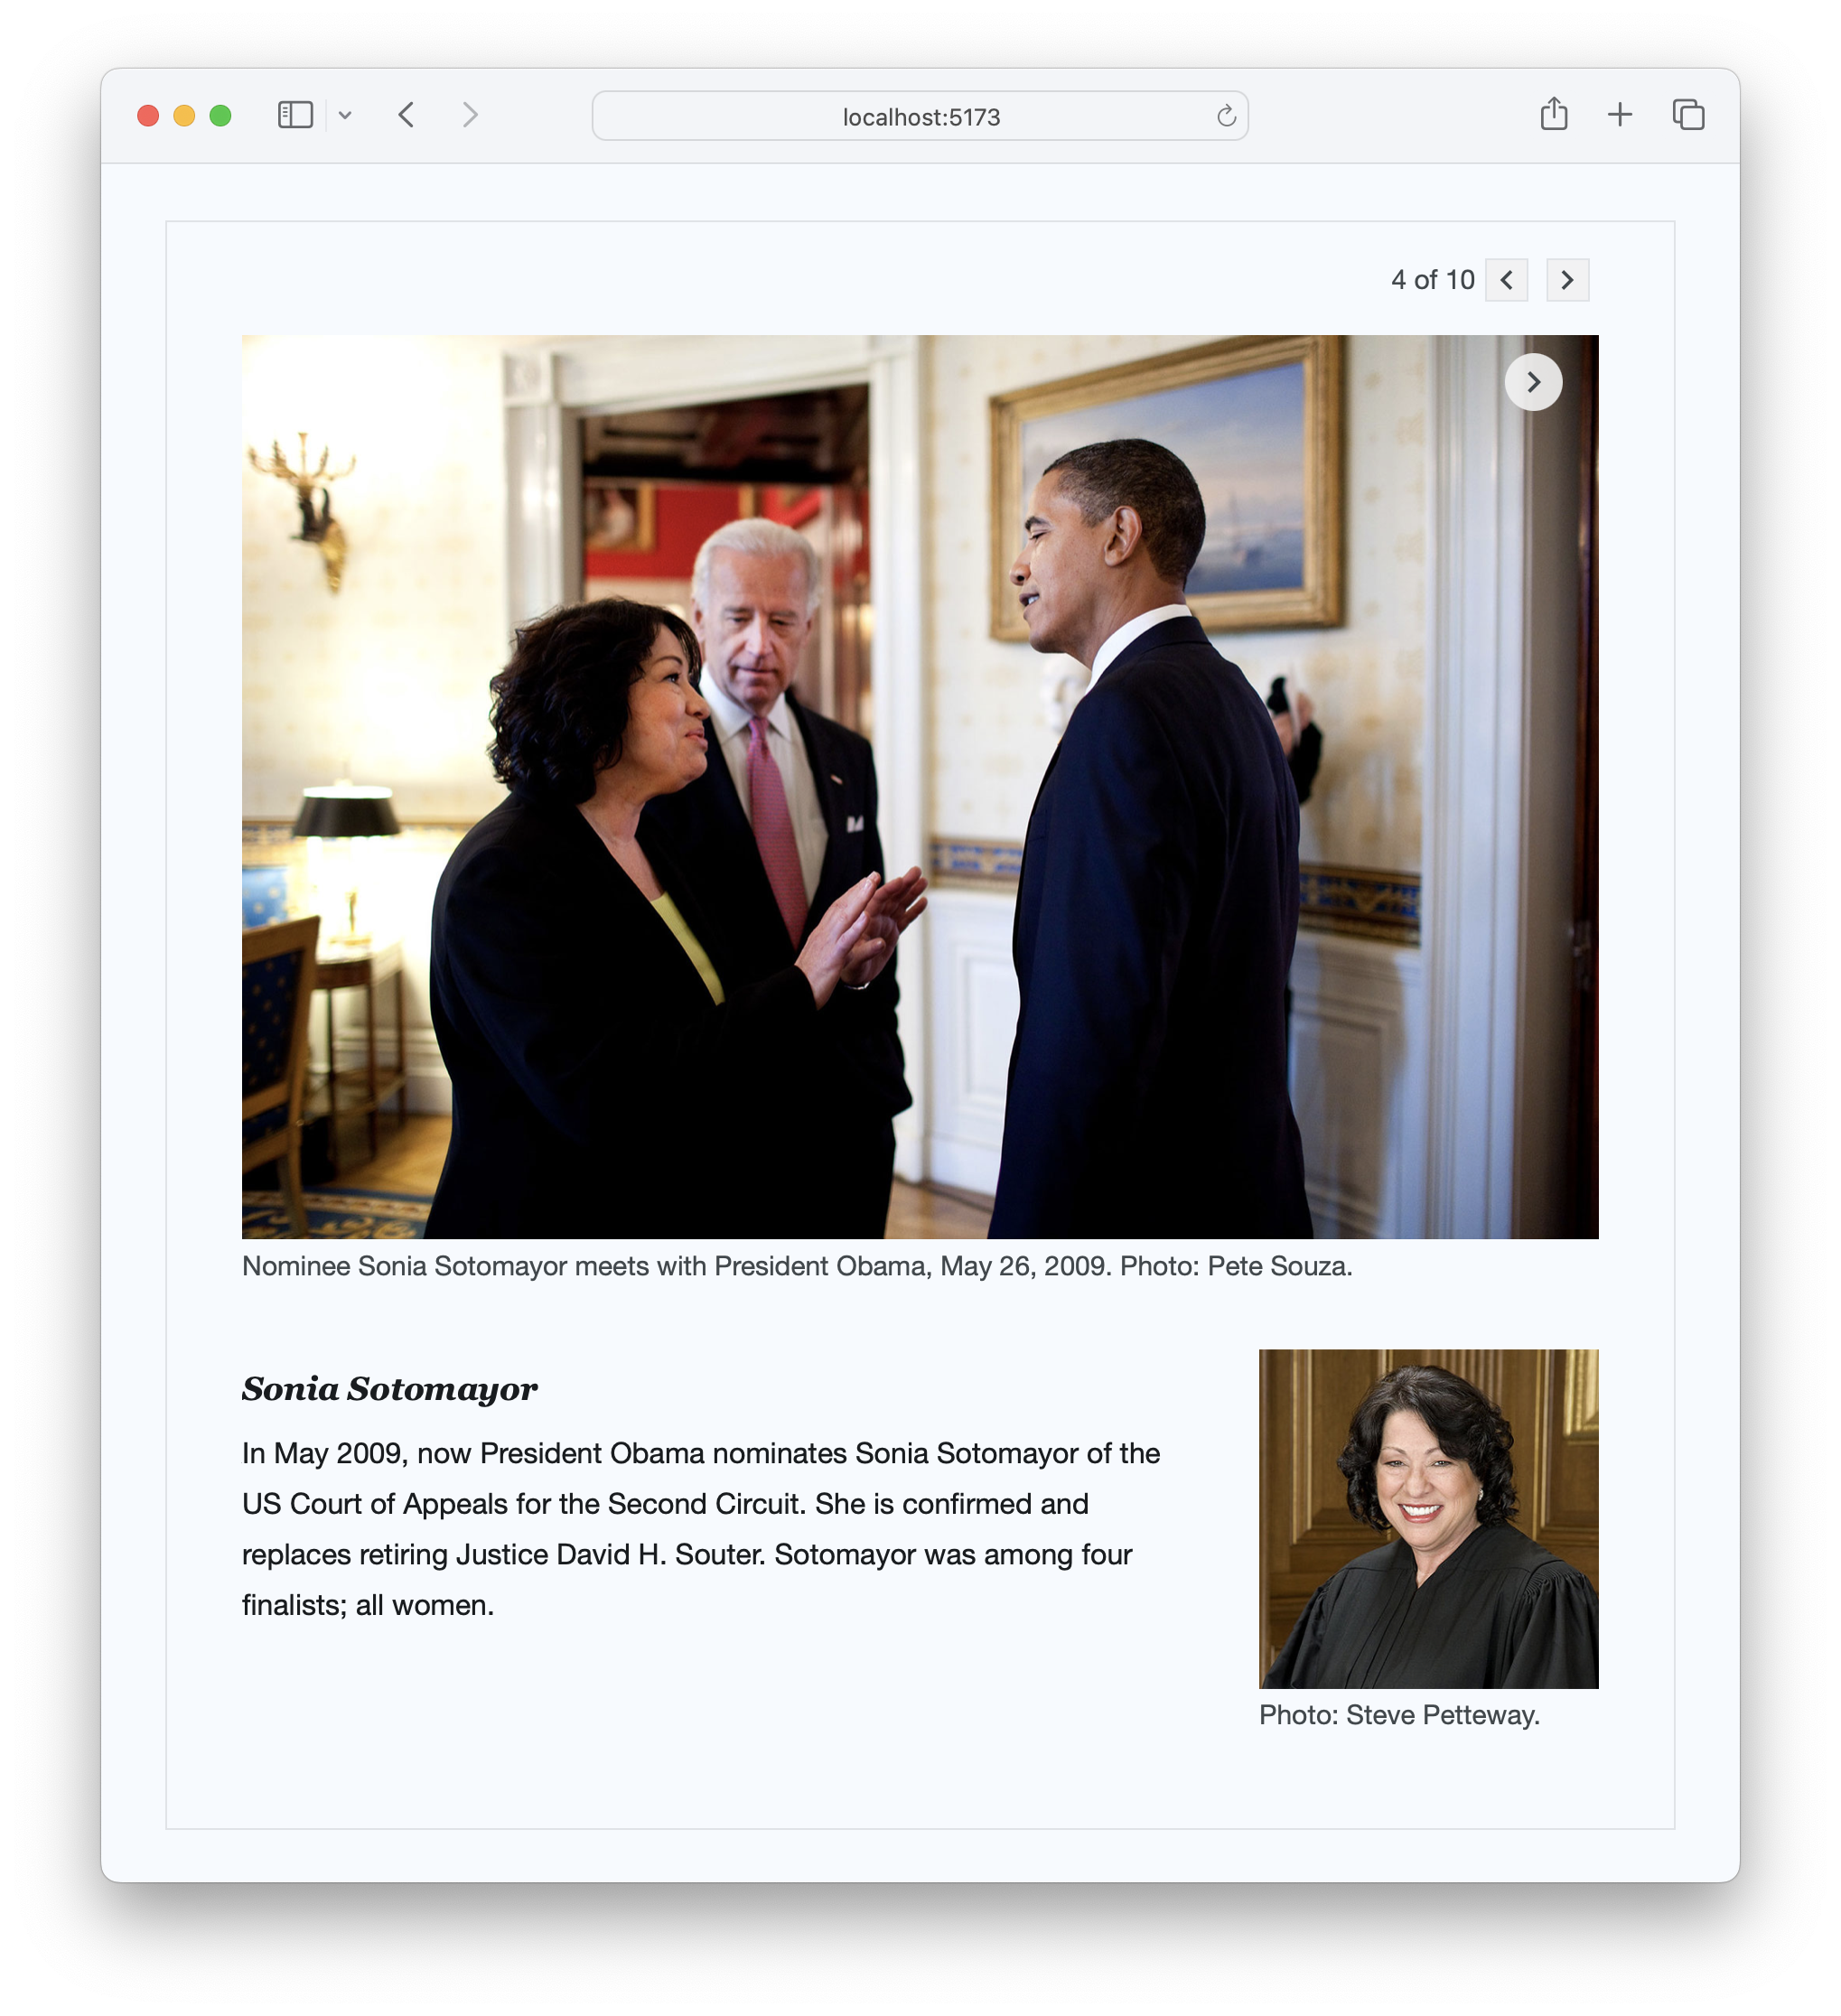 localhost:5173
4 of 10
Nominee Sonia Sotomayor meets with President Obama, May 26, 2009. Photo: Pete Souza.
Sonia Sotomayor
In May 2009, now President Obama nominates Sonia Sotomayor of the
US Court of Appeals for the Second Circuit. She is confirmed and
replaces retiring Justice David H. Souter. Sotomayor was among four
finalists; all women.
Photo: Steve Petteway.